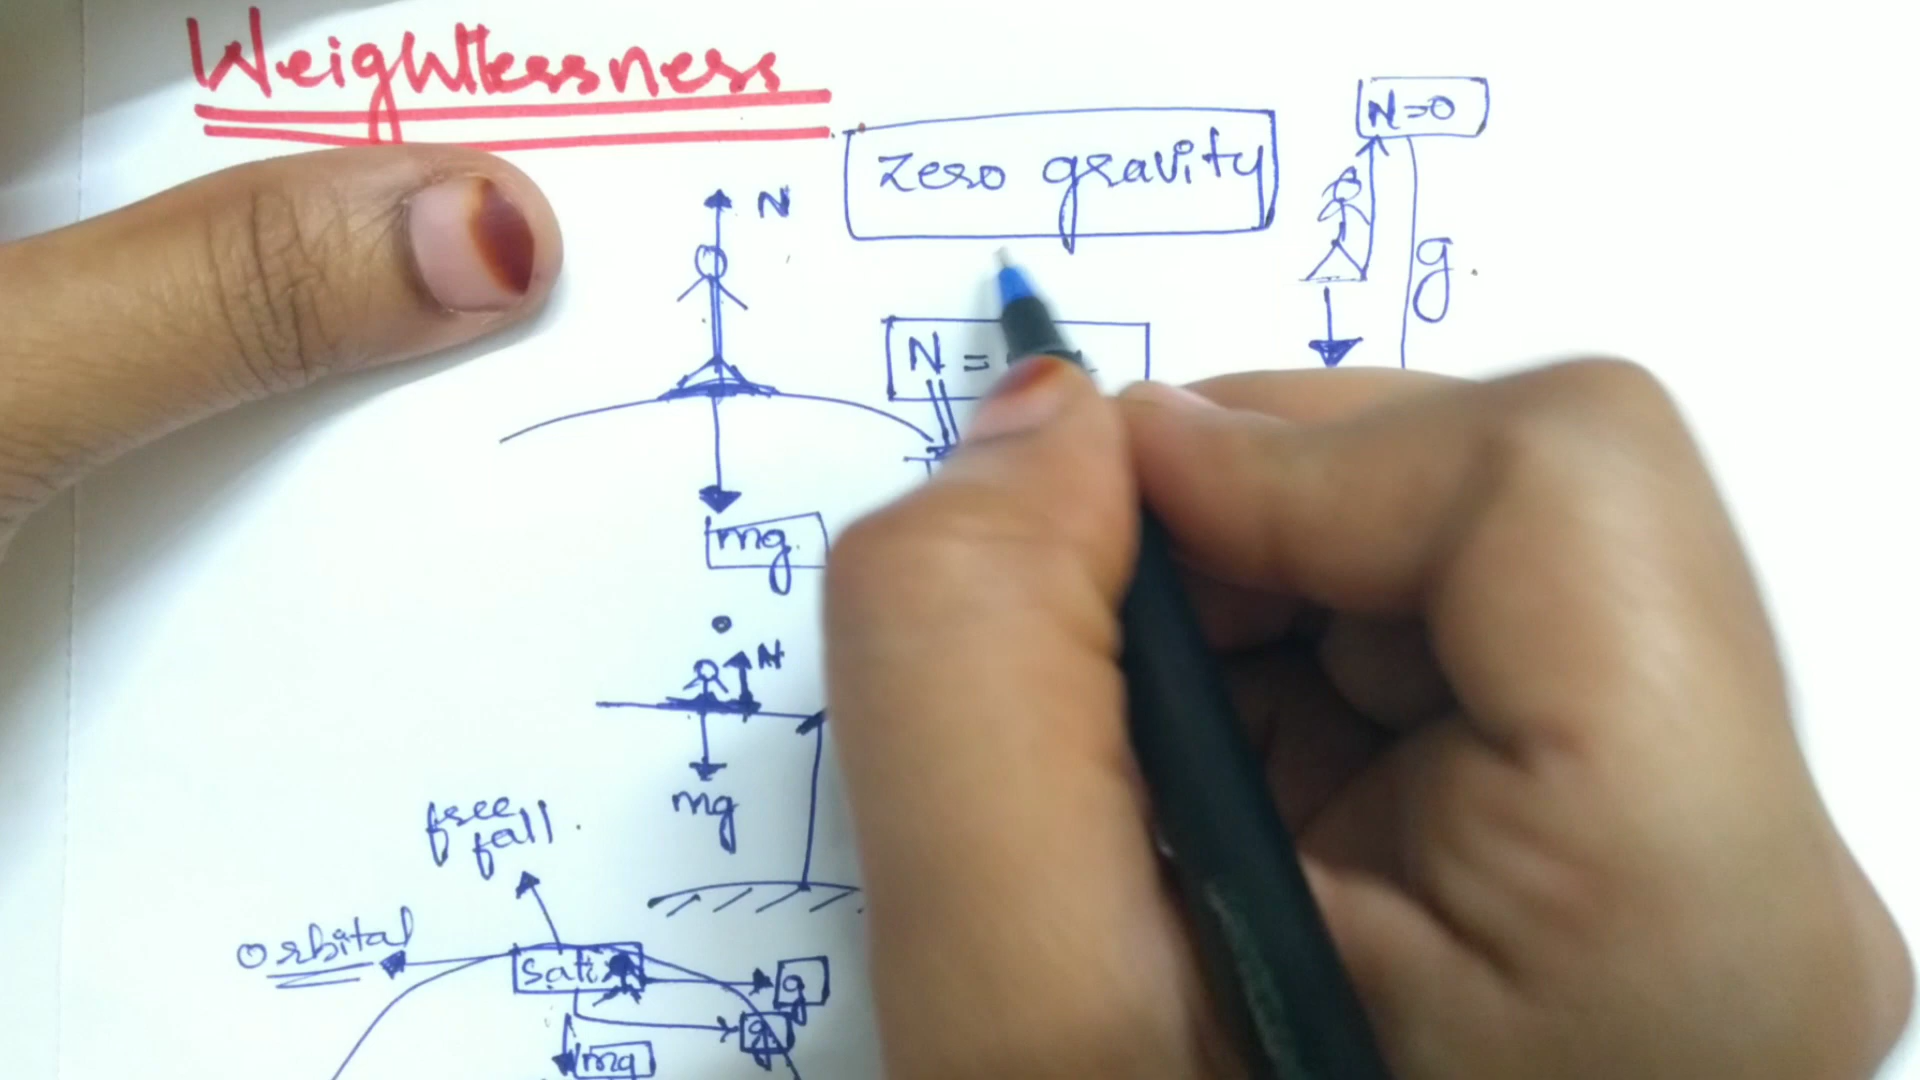 Weightlessness
N=0
zero gravity
N
g
N =
mg
N
mg
free
fall
orbital
Sat
g
g
mg